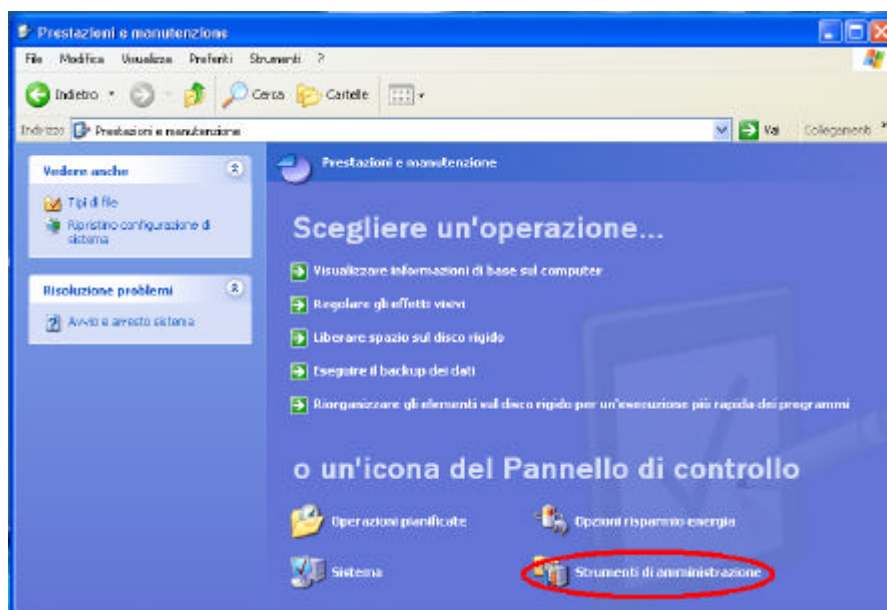 Prestazioni e manutenzione
File Modifica Visualizza Preferiti Strumenti ?
Indietro Cerca Cartelle
Indirizzo Prestazioni e manutenzione Vai Collegamenti »
Vedere anche
Tipi di file
Ripristino configurazione di
sistema
Risoluzione problemi
Avvio e arresto sistema
Prestazioni e manutenzione
Scegliere un'operazione...
Visualizzare informazioni di base sul computer
Regolare gli effetti visivi
Liberare spazio sul disco rigido
Eseguire il backup dei dati
Riorganizzare gli elementi sul disco rigido per un'esecuzione più rapida dei programmi
o un'icona del Pannello di controllo
Operazioni pianificate
Opzioni risparmio energia
Sistema
Strumenti di amministrazione